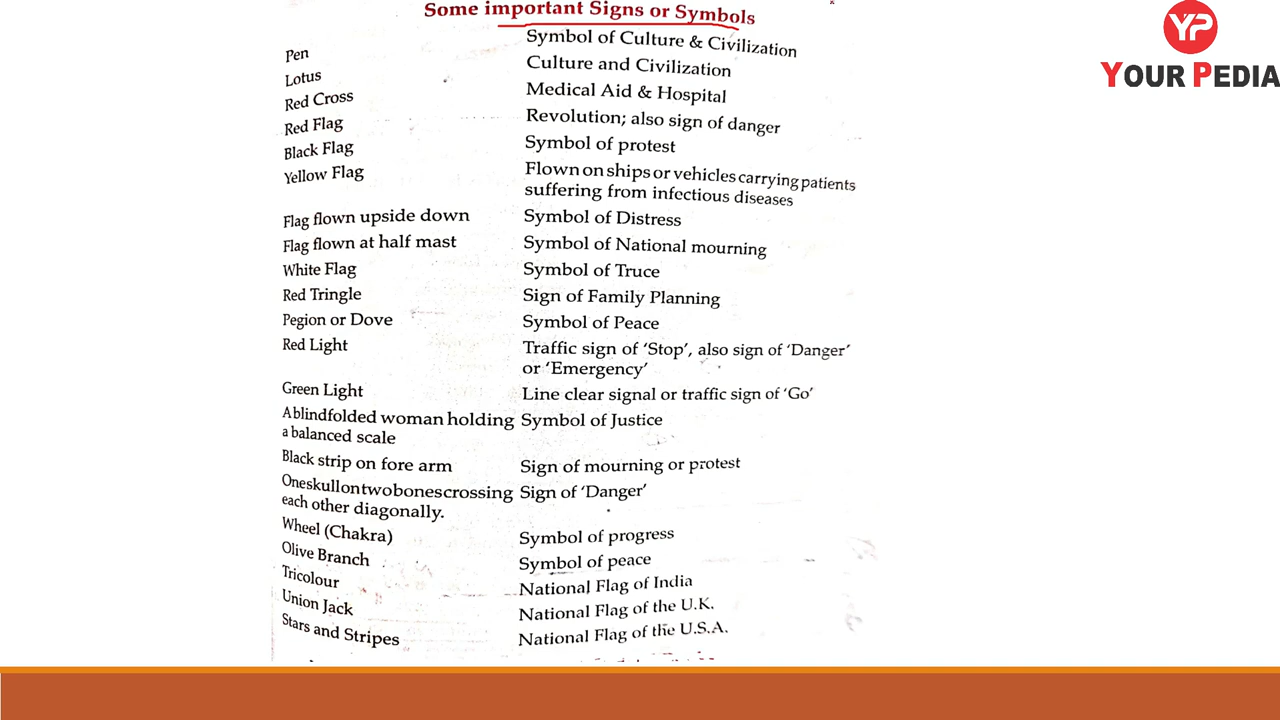 Some important Signs or Symbols
YP
YOUR PEDIA
Pen Symbol of Culture & Civilization
Lotus Culture and Civilization
Red Cross Medical Aid & Hospital
Red Flag Revolution; also sign of danger
Black Flag Symbol of protest
Yellow Flag Flown on ships or vehicles carrying patients
suffering from infectious diseases
Flag flown upside down Symbol of Distress
Flag flown at half mast Symbol of National mourning
White Flag Symbol of Truce
Red Tringle Sign of Family Planning
Pegion or Dove Symbol of Peace
Red Light Traffic sign of 'Stop', also sign of 'Danger'
or 'Emergency'
Green Light Line clear signal or traffic sign of 'Go'
A blindfolded woman holding Symbol of Justice
a balanced scale
Black strip on fore arm Sign of mourning or protest
One skull on two bones crossing Sign of 'Danger'
each other diagonally.
Wheel (Chakra) Symbol of progress
Olive Branch Symbol of peace
Tricolour National Flag of India
Union Jack National Flag of the U.K.
Stars and Stripes National Flag of the U.S.A.